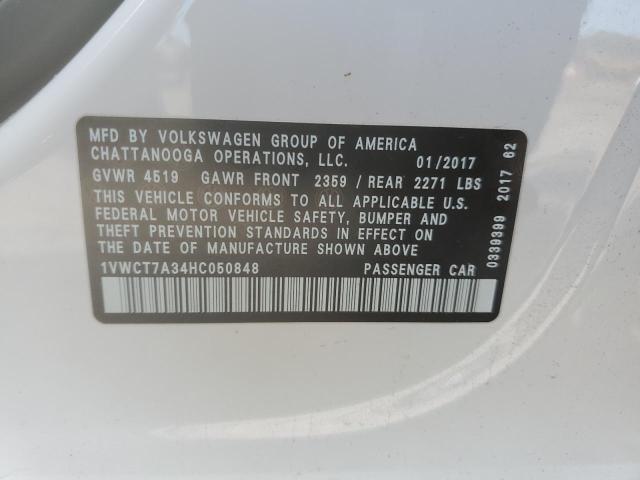 MFD BY VOLKSWAGEN GROUP OF AMERICA
CHATTANOOGA OPERATIONS, LLC. 01/2017
GVWR 4519 GAWR FRONT 2359 / REAR 2271 LBS
THIS VEHICLE CONFORMS TO ALL APPLICABLE U.S.
FEDERAL MOTOR VEHICLE SAFETY, BUMPER AND
THEFT PREVENTION STANDARDS IN EFFECT ON
THE DATE OF MANUFACTURE SHOWN ABOVE
1VWCT7A34HC050848 PASSENGER CAR
0339399 2017 62